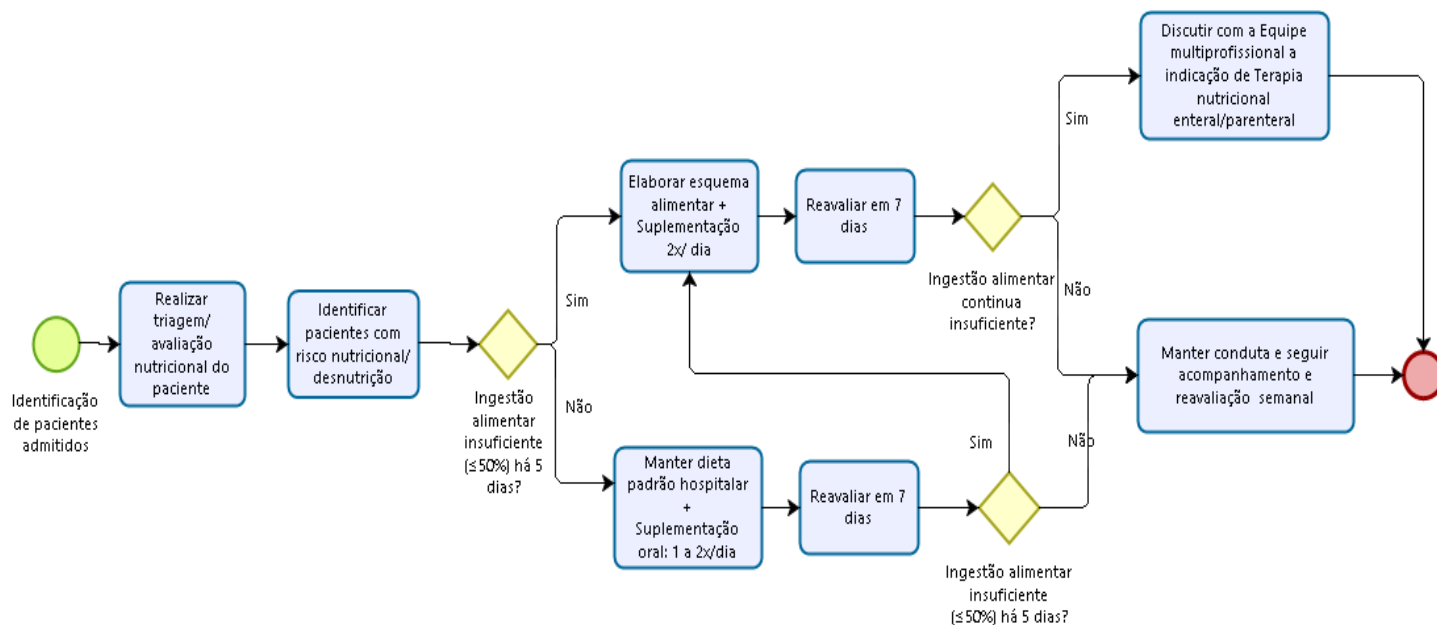 Identificação
de pacientes
admitidos
Realizar
triagem/
avaliação
nutricional do
paciente
Identificar
pacientes com
risco nutricional/
desnutrição
Ingestão
alimentar
insuficiente
(≤50%) há 5
dias?
Sim
Não
Elaborar esquema
alimentar +
Suplementação
2x/ dia
Reavaliar em 7
dias
Ingestão alimentar
continua
insuficiente?
Sim
Não
Discutir com a Equipe
multiprofissional a
indicação de Terapia
nutricional
enteral/parenteral
Manter dieta
padrão hospitalar
+
Suplementação
oral: 1 a 2x/dia
Reavaliar em 7
dias
Ingestão alimentar
insuficiente
(≤50%) há 5 dias?
Sim
Não
Manter conduta e seguir
acompanhamento e
reavaliação semanal